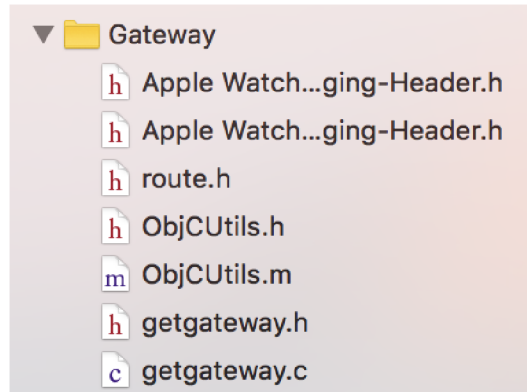 Gateway
h Apple Watch...ging-Header.h
h Apple Watch...ging-Header.h
h route.h
h ObjCUtils.h
m ObjCUtils.m
h getgateway.h
c getgateway.c